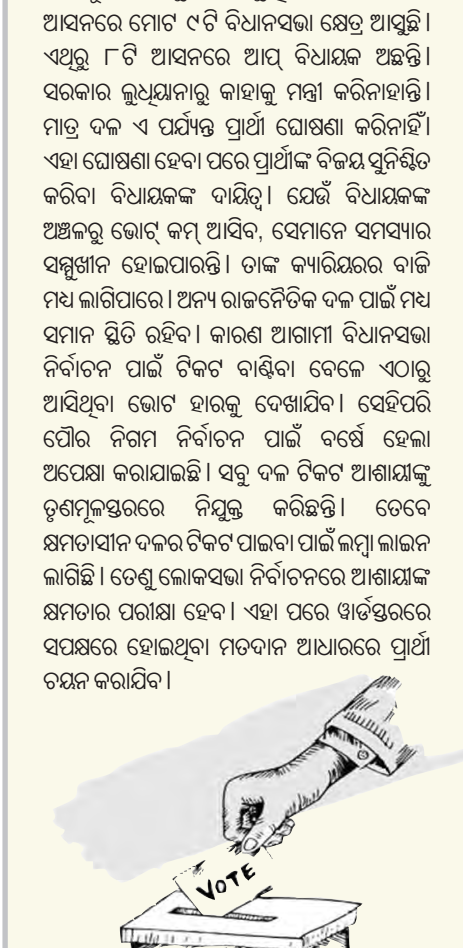 ଆସନରେ ମୋଟ ୯ଟି ବିଧାନସଭା କ୍ଷେତ୍ର ଆସୁଛି।
ଏଥିରୁ ୮ଟି ଆସନରେ ଆପ୍ ବିଧାୟକ ଅଛନ୍ତି।
ସରକାର ଲୁଧିୟାନାରୁ କାହାକୁ ମନ୍ତ୍ରୀ କରିନାହାନ୍ତି।
ମାତ୍ର ଦଳ ଏ ପର୍ଯ୍ୟନ୍ତ ପ୍ରାର୍ଥୀ ଘୋଷଣା କରିନାହିଁ।
ଏହା ଘୋଷଣା ହେବା ପରେ ପ୍ରାର୍ଥୀଙ୍କ ବିଜୟ ସୁନିଶ୍ଚିତ
କରିବା ବିଧାୟକଙ୍କ ଦାୟିତ୍ୱ। ଯେଉଁ ବିଧାୟକଙ୍କ
ଅଞ୍ଚଳରୁ ଭୋଟ୍ କମ୍ ଆସିବ, ସେମାନେ ସମସ୍ୟାର
ସମ୍ମୁଖୀନ ହୋଇପାରନ୍ତି। ତାଙ୍କ କ୍ୟାରିୟରର ବାଜି
ମଧ୍ୟ ଲାଗିପାରେ। ଅନ୍ୟ ରାଜନୈତିକ ଦଳ ପାଇଁ ମଧ୍ୟ
ସମାନ ସ୍ଥିତି ରହିବ। କାରଣ ଆଗାମୀ ବିଧାନସଭା
ନିର୍ବାଚନ ପାଇଁ ଟିକଟ ବାଣ୍ଟିବା ବେଳେ ଏଠାରୁ
ଆସିଥିବା ଭୋଟ ହାରକୁ ଦେଖାଯିବ। ସେହିପରି
ପୌର ନିଗମ ନିର୍ବାଚନ ପାଇଁ ବର୍ଷେ ହେଲା
ଅପେକ୍ଷା କରାଯାଇଛି। ସବୁ ଦଳ ଟିକଟ ଆଶାୟୀଙ୍କୁ
ତୃଣମୂଳସ୍ତରରେ ନିଯୁକ୍ତ କରିଛନ୍ତି। ତେବେ
କ୍ଷମତାସୀନ ଦଳର ଟିକଟ ପାଇବା ପାଇଁ ଲମ୍ବା ଲାଇନ
ଲାଗିଛି। ତେଣୁ ଲୋକସଭା ନିର୍ବାଚନରେ ଆଶାୟୀଙ୍କ
କ୍ଷମତାର ପରୀକ୍ଷା ହେବ। ଏହା ପରେ ୱାର୍ଡସ୍ତରରେ
ସପକ୍ଷରେ ହୋଇଥିବା ମତଦାନ ଆଧାରରେ ପ୍ରାର୍ଥୀ
ଚୟନ କରାଯିବ।
VOTE